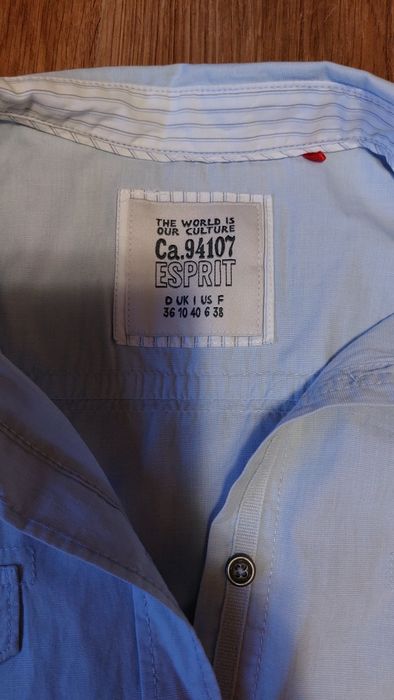 THE WORLD IS
OUR CULTURE
Ca.94107
ESPRIT
D UK I US F
36 10 40 6 38